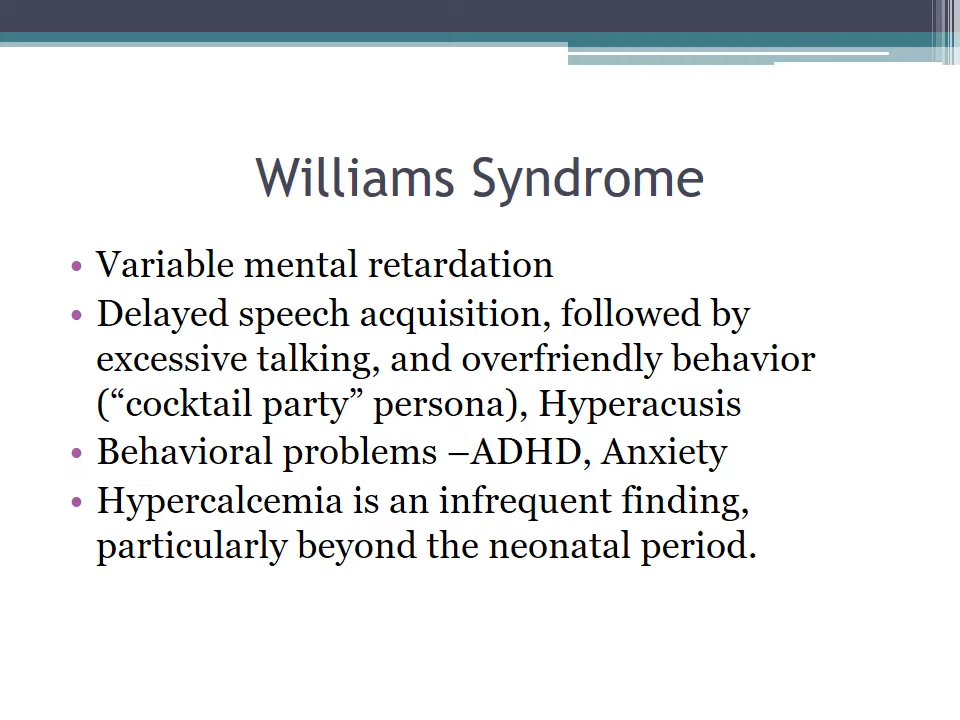 Williams Syndrome
• Variable mental retardation
• Delayed speech acquisition, followed by
excessive talking, and overfriendly behavior
(“cocktail party” persona), Hyperacusis
• Behavioral problems –ADHD, Anxiety
• Hypercalcemia is an infrequent finding,
particularly beyond the neonatal period.